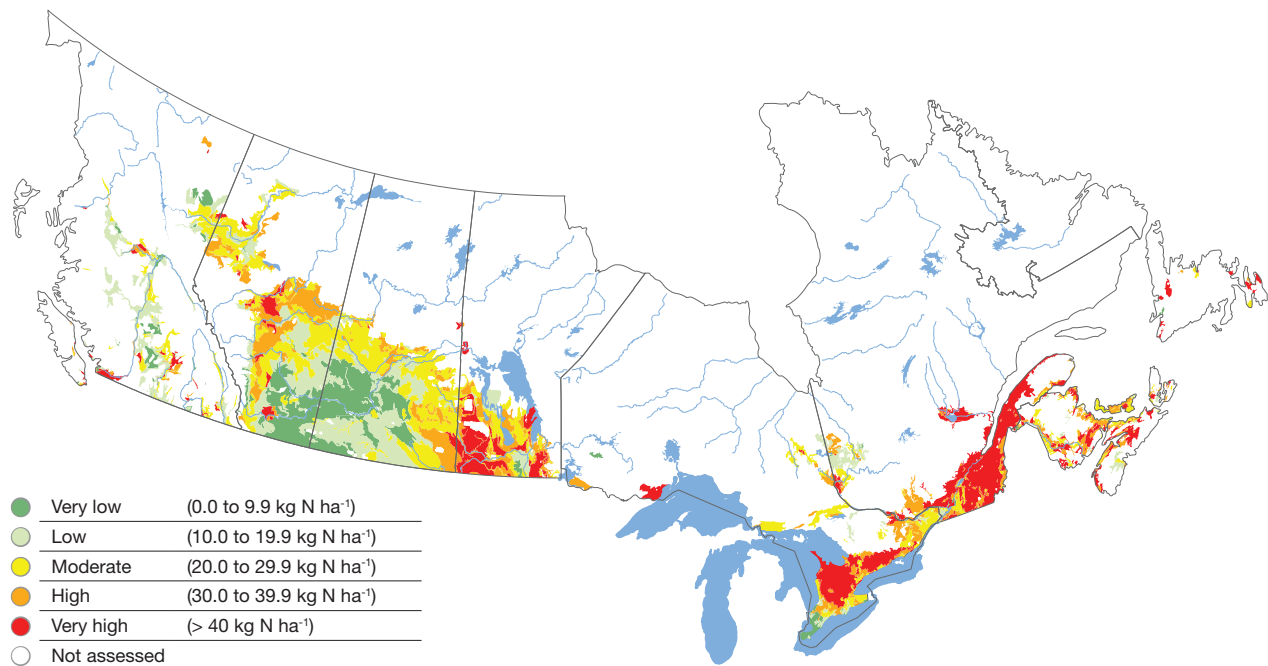 Very low (0.0 to 9.9 kg N ha⁻¹)
Low (10.0 to 19.9 kg N ha⁻¹)
Moderate (20.0 to 29.9 kg N ha⁻¹)
High (30.0 to 39.9 kg N ha⁻¹)
Very high (> 40 kg N ha⁻¹)
Not assessed